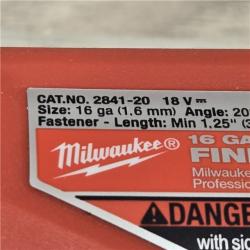 CAT.NO. 2841-20 18 V ⎓
Size: 16 ga (1,6 mm) Angle: 20
Fastener - Length: Min 1.25" (3
Milwaukee®
16 GA
FINI
Milwauke
Professio
⚠DANGE
with sid